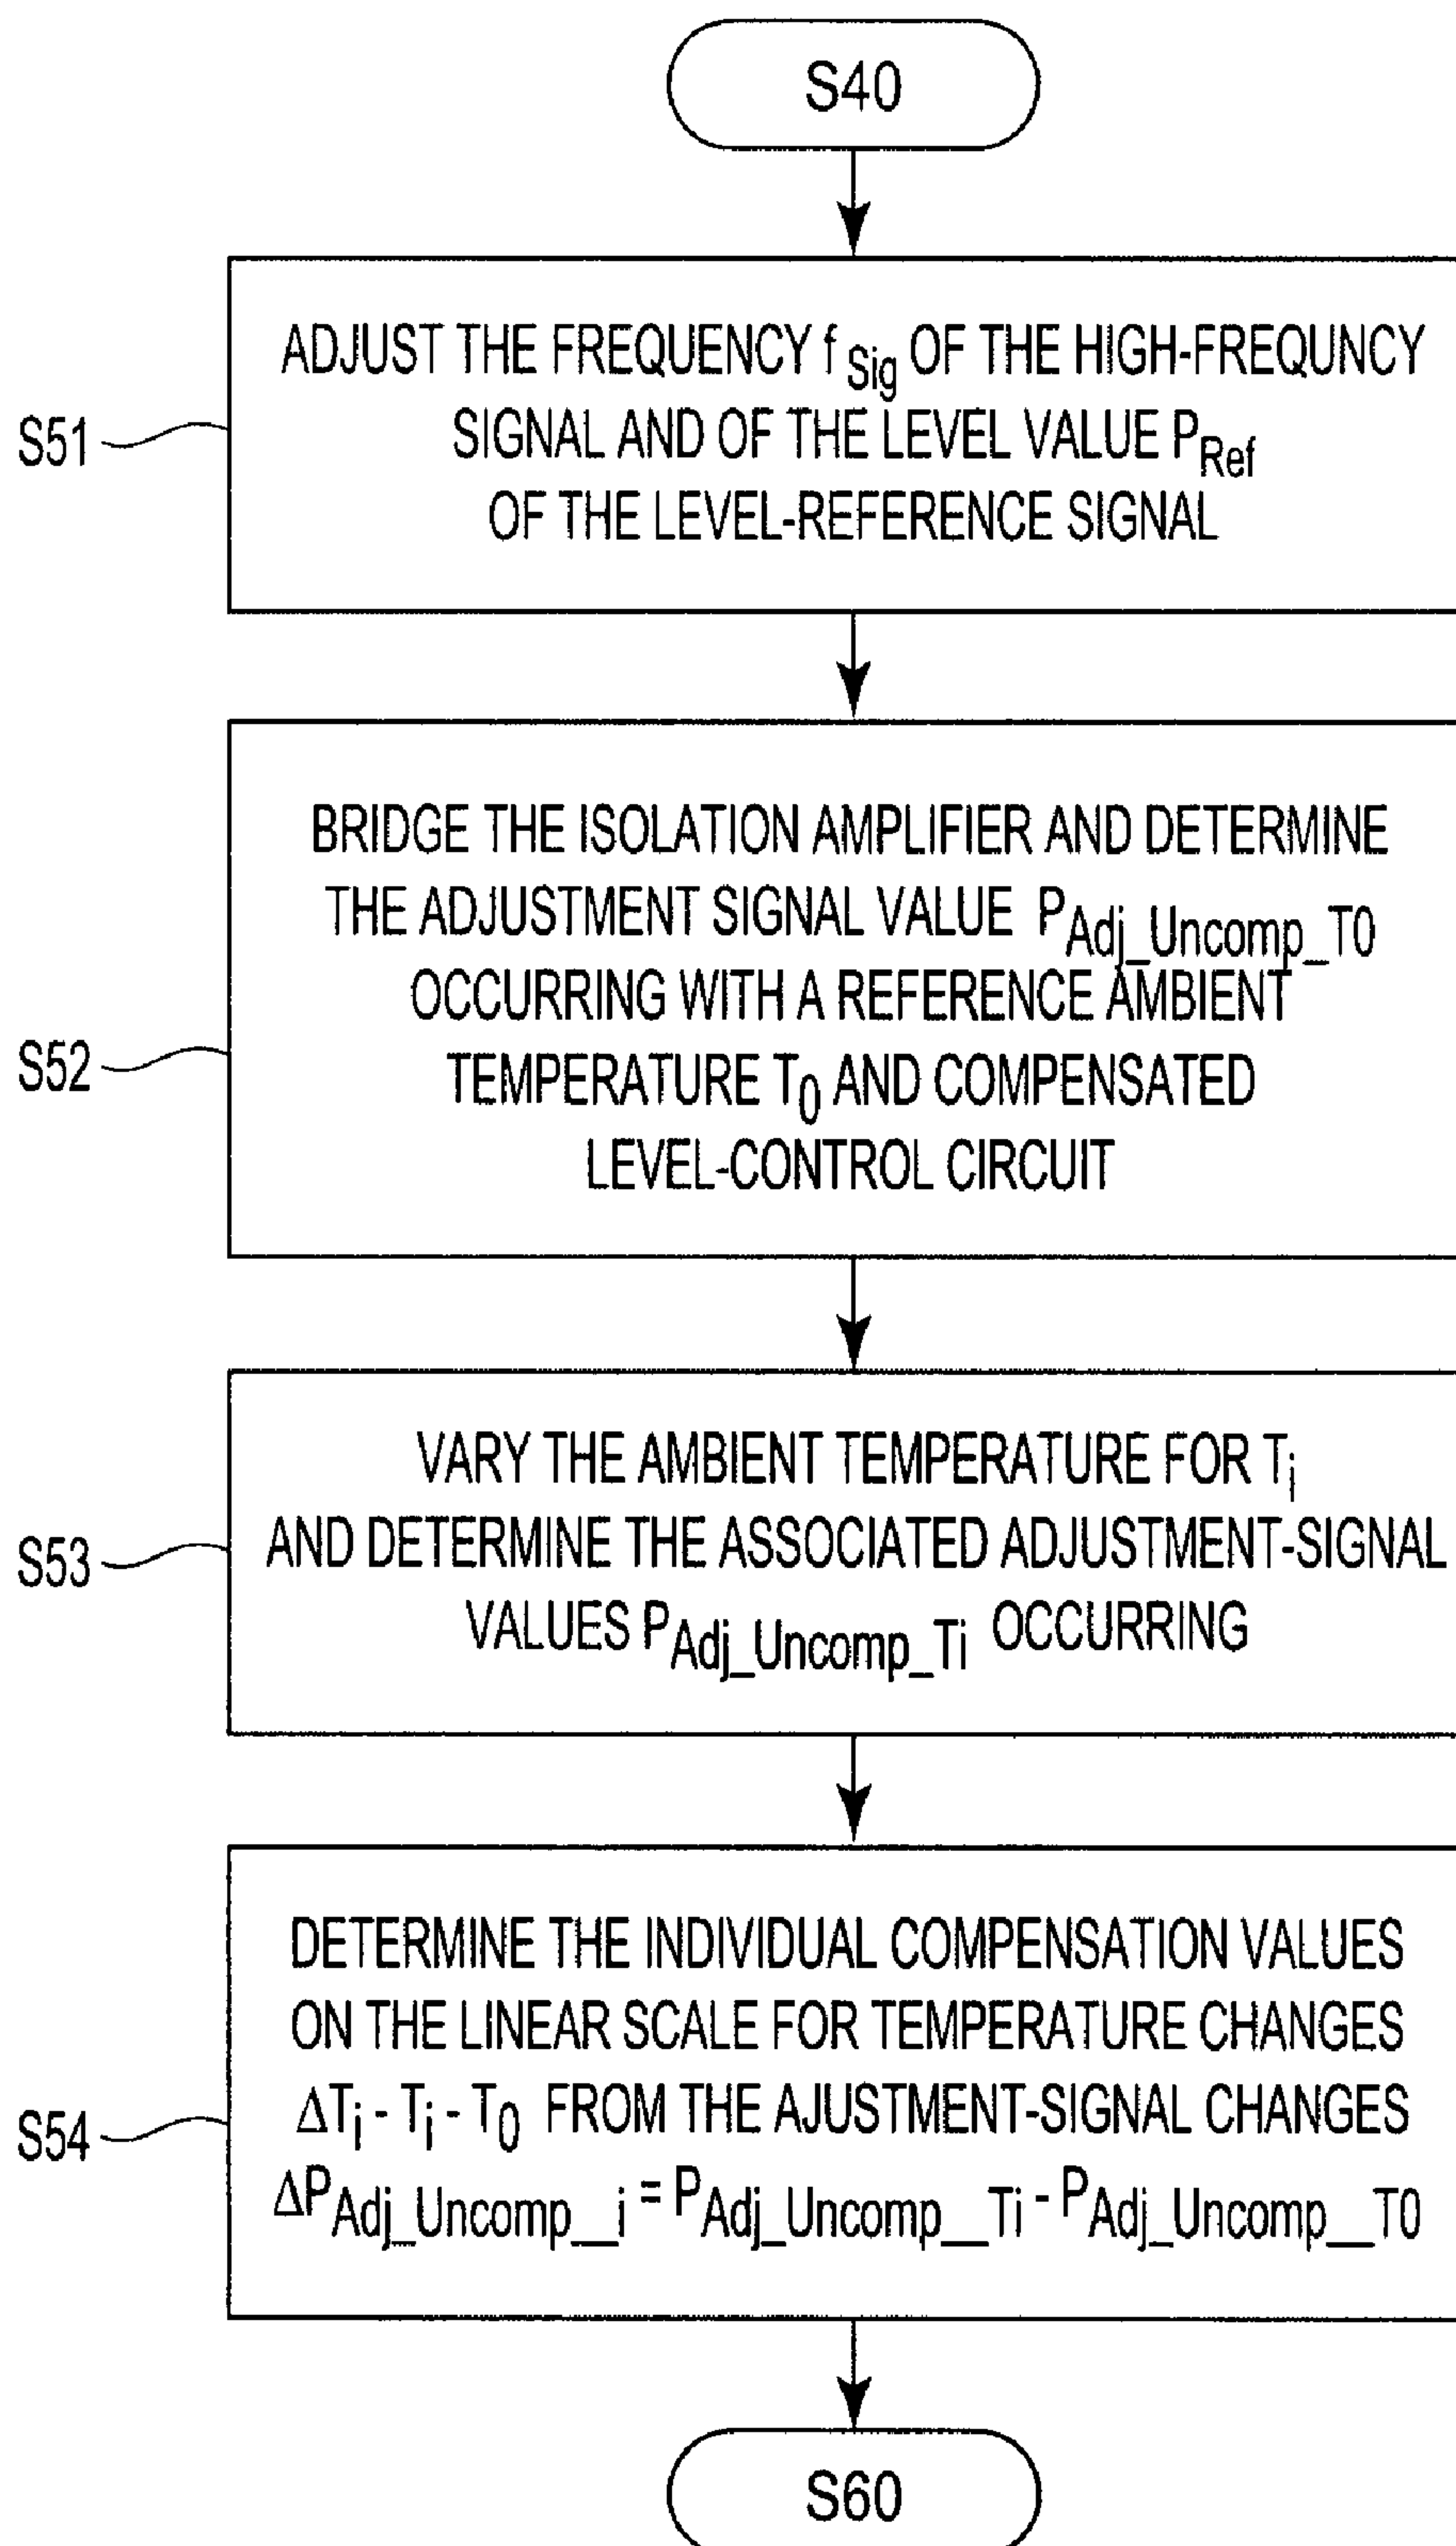 S40
S51
ADJUST THE FREQUENCY f Sig OF THE HIGH-FREQUNCY
SIGNAL AND OF THE LEVEL VALUE PRef
OF THE LEVEL-REFERENCE SIGNAL
S52
BRIDGE THE ISOLATION AMPLIFIER AND DETERMINE
THE ADJUSTMENT SIGNAL VALUE PAdj_Uncomp_T0
OCCURRING WITH A REFERENCE AMBIENT
TEMPERATURE T0 AND COMPENSATED
LEVEL-CONTROL CIRCUIT
S53
VARY THE AMBIENT TEMPERATURE FOR Ti
AND DETERMINE THE ASSOCIATED ADJUSTMENT-SIGNAL
VALUES PAdj_Uncomp_Ti OCCURRING
S54
DETERMINE THE INDIVIDUAL COMPENSATION VALUES
ON THE LINEAR SCALE FOR TEMPERATURE CHANGES
ΔTi - Ti - T0 FROM THE AJUSTMENT-SIGNAL CHANGES
ΔPAdj_Uncomp__i = PAdj_Uncomp__Ti - PAdj_Uncomp__T0
S60